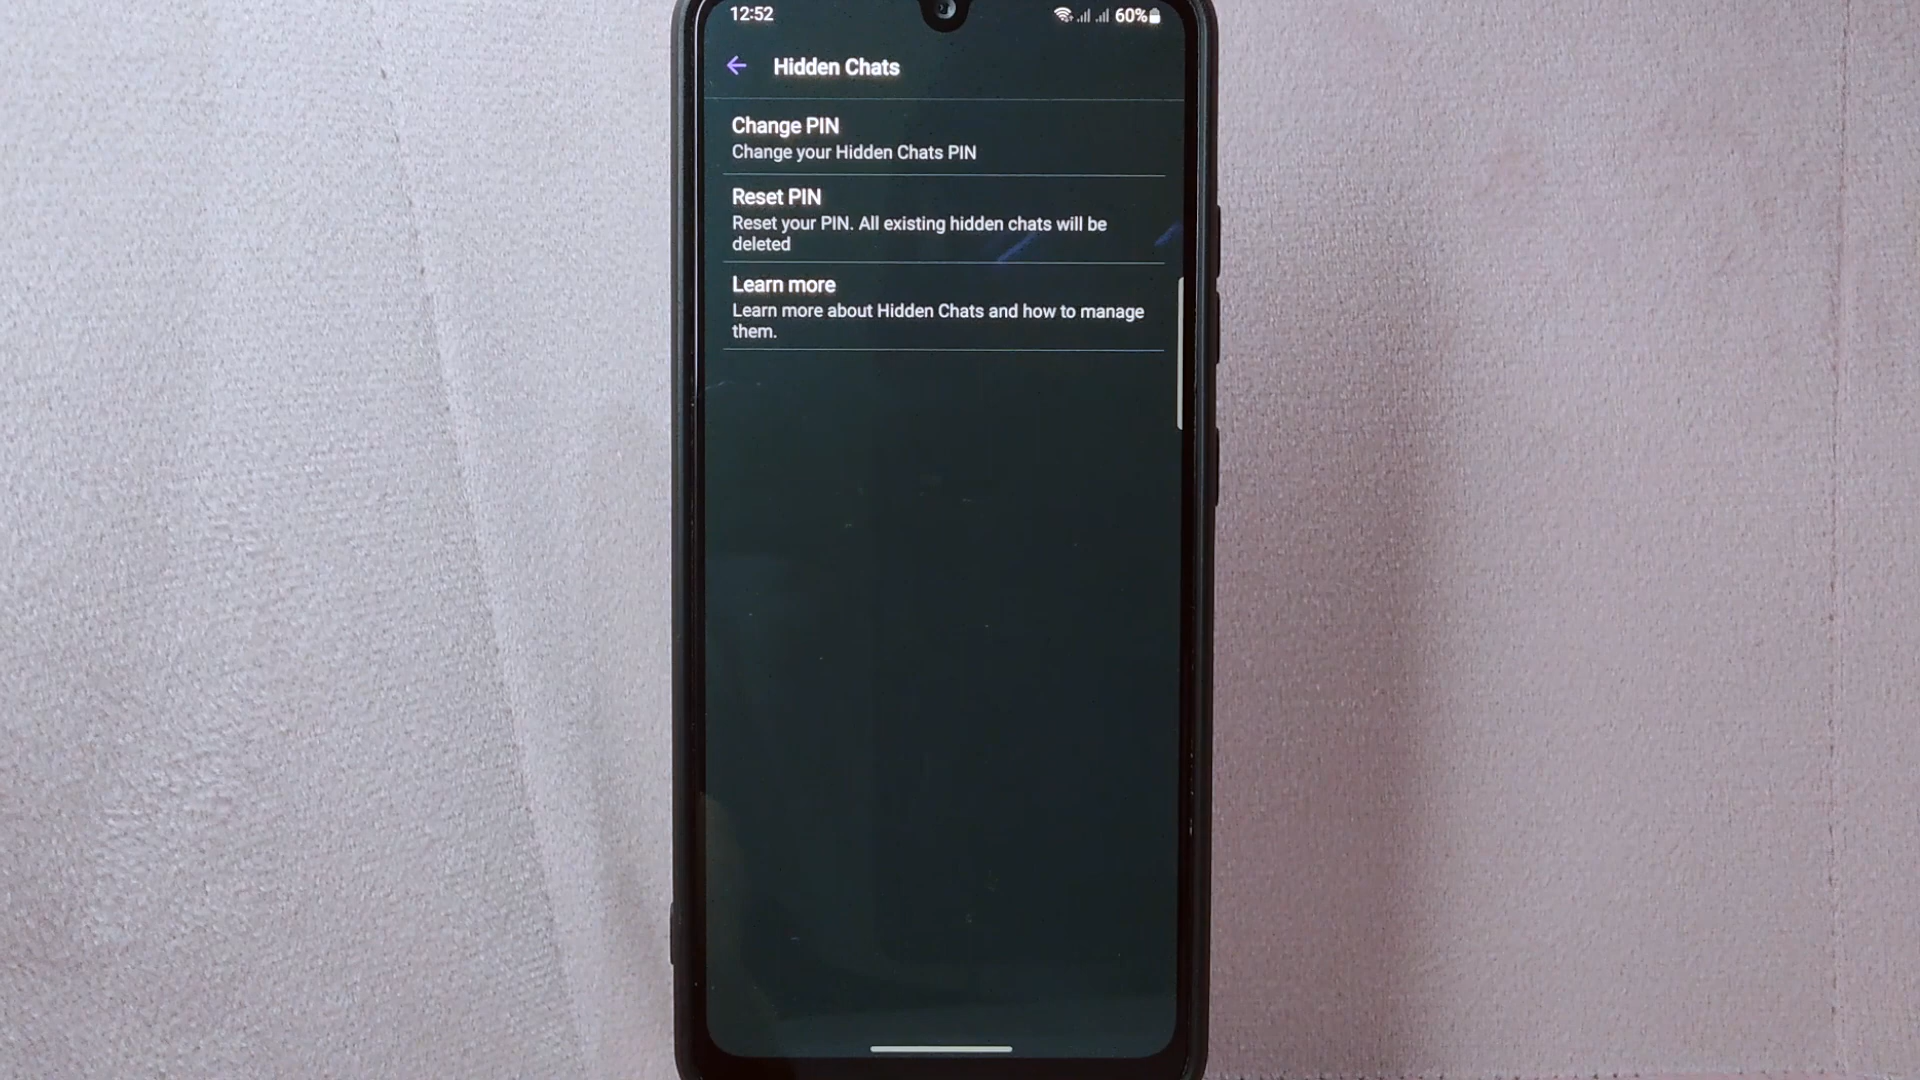 12:52
60%
Hidden Chats
Change PIN
Change your Hidden Chats PIN
Reset PIN
Reset your PIN. All existing hidden chats will be
deleted
Learn more
Learn more about Hidden Chats and how to manage
them.